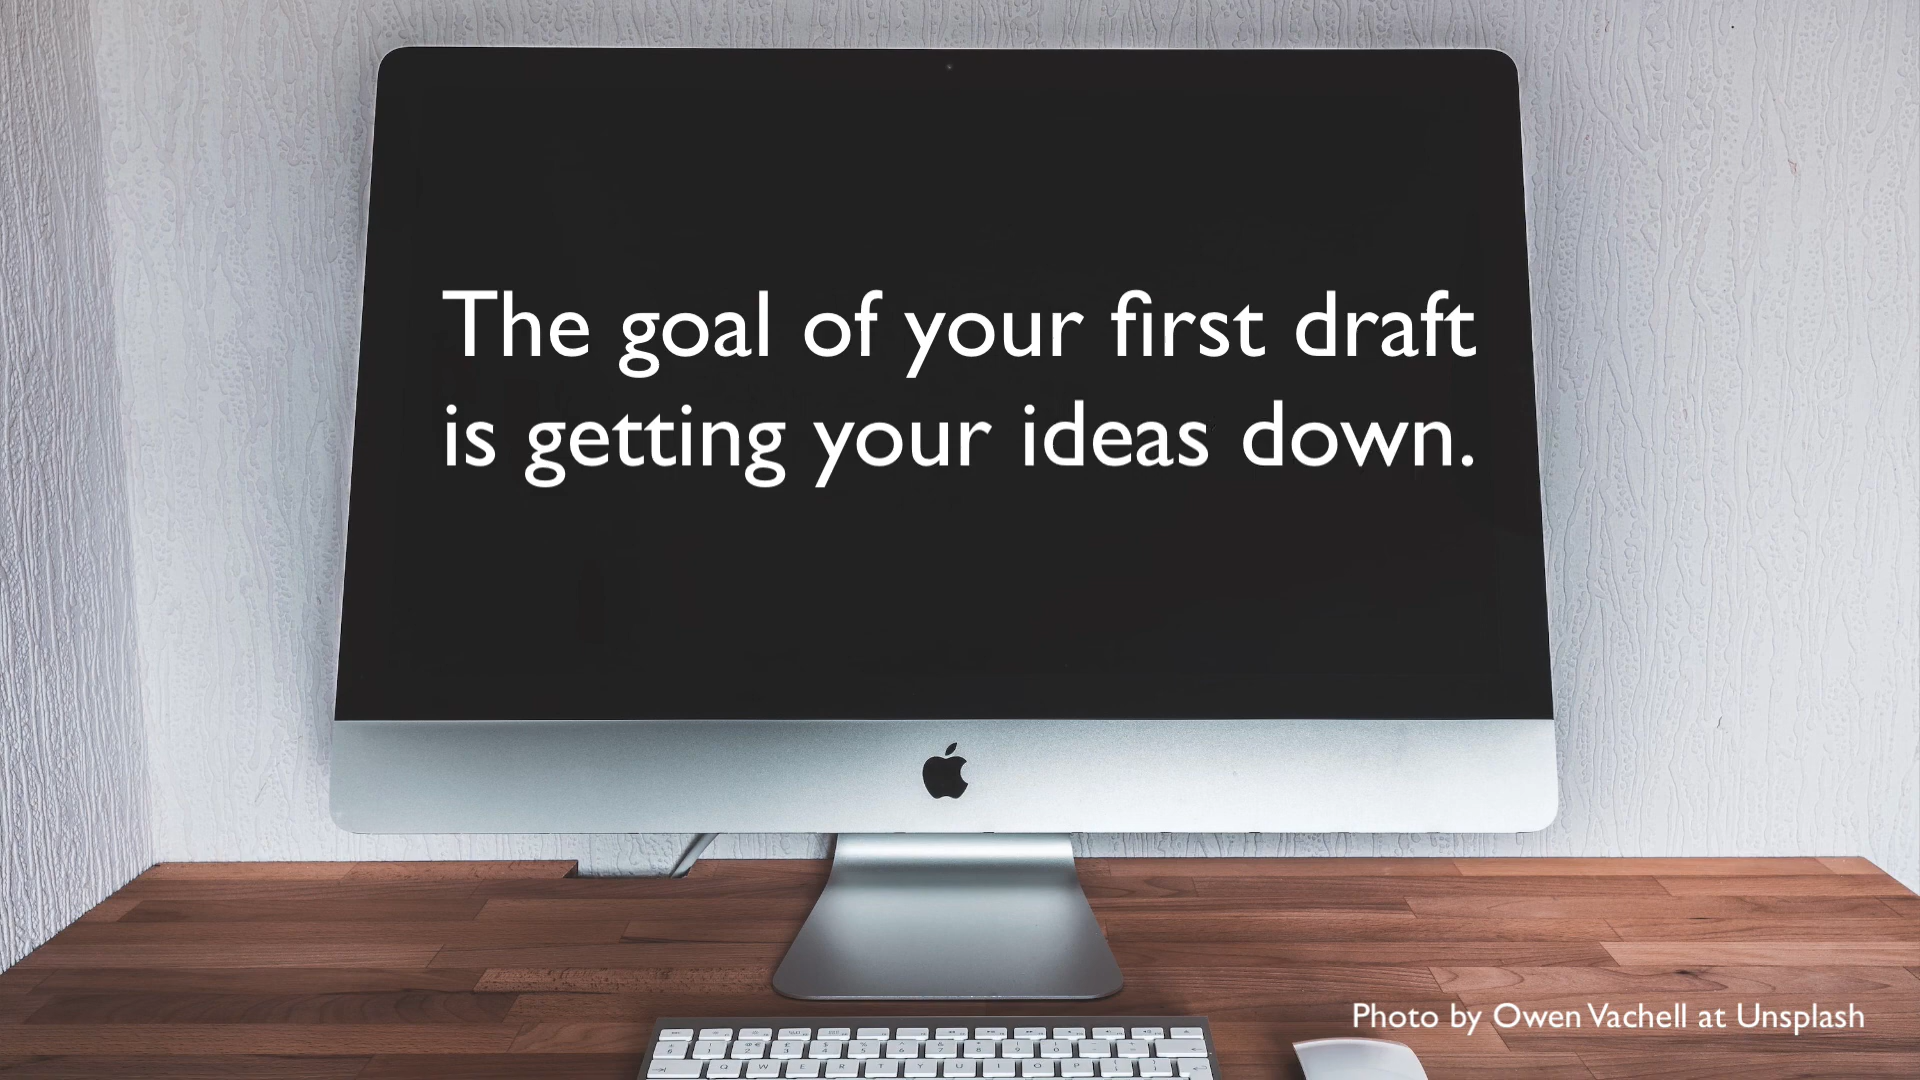 The goal of your first draft
is getting your ideas down.
Photo by Owen Vachell at Unsplash
Q W E R T Y U I O P